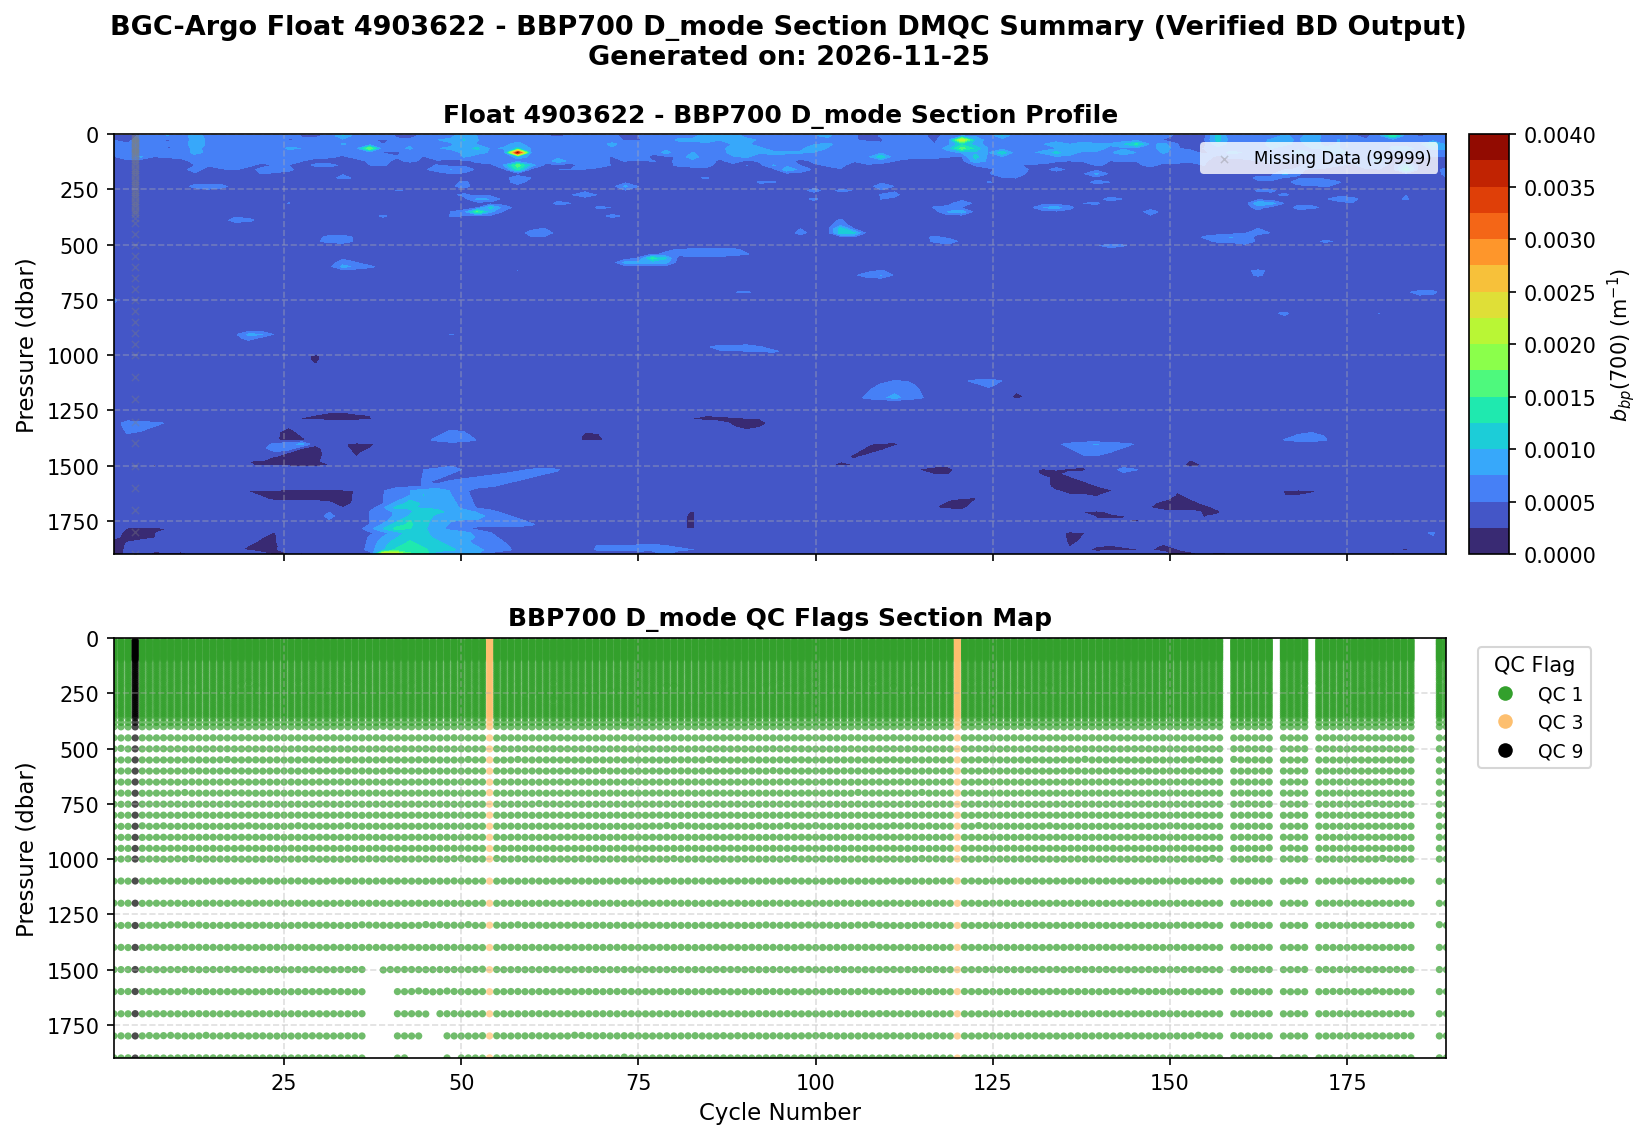 BGC-Argo Float 4903622 - BBP700 D_mode Section DMQC Summary (Verified BD Output)
Generated on: 2026-11-25
Float 4903622 - BBP700 D_mode Section Profile
Pressure (dbar)
0
250
500
750
1000
1250
1500
1750
Missing Data (99999)
0.0040
0.0035
0.0030
0.0025
0.0020
0.0015
0.0010
0.0005
0.0000
b_bp(700) (m⁻¹)
BBP700 D_mode QC Flags Section Map
Pressure (dbar)
0
250
500
750
1000
1250
1500
1750
25
50
75
100
125
150
175
Cycle Number
QC Flag
QC 1
QC 3
QC 9